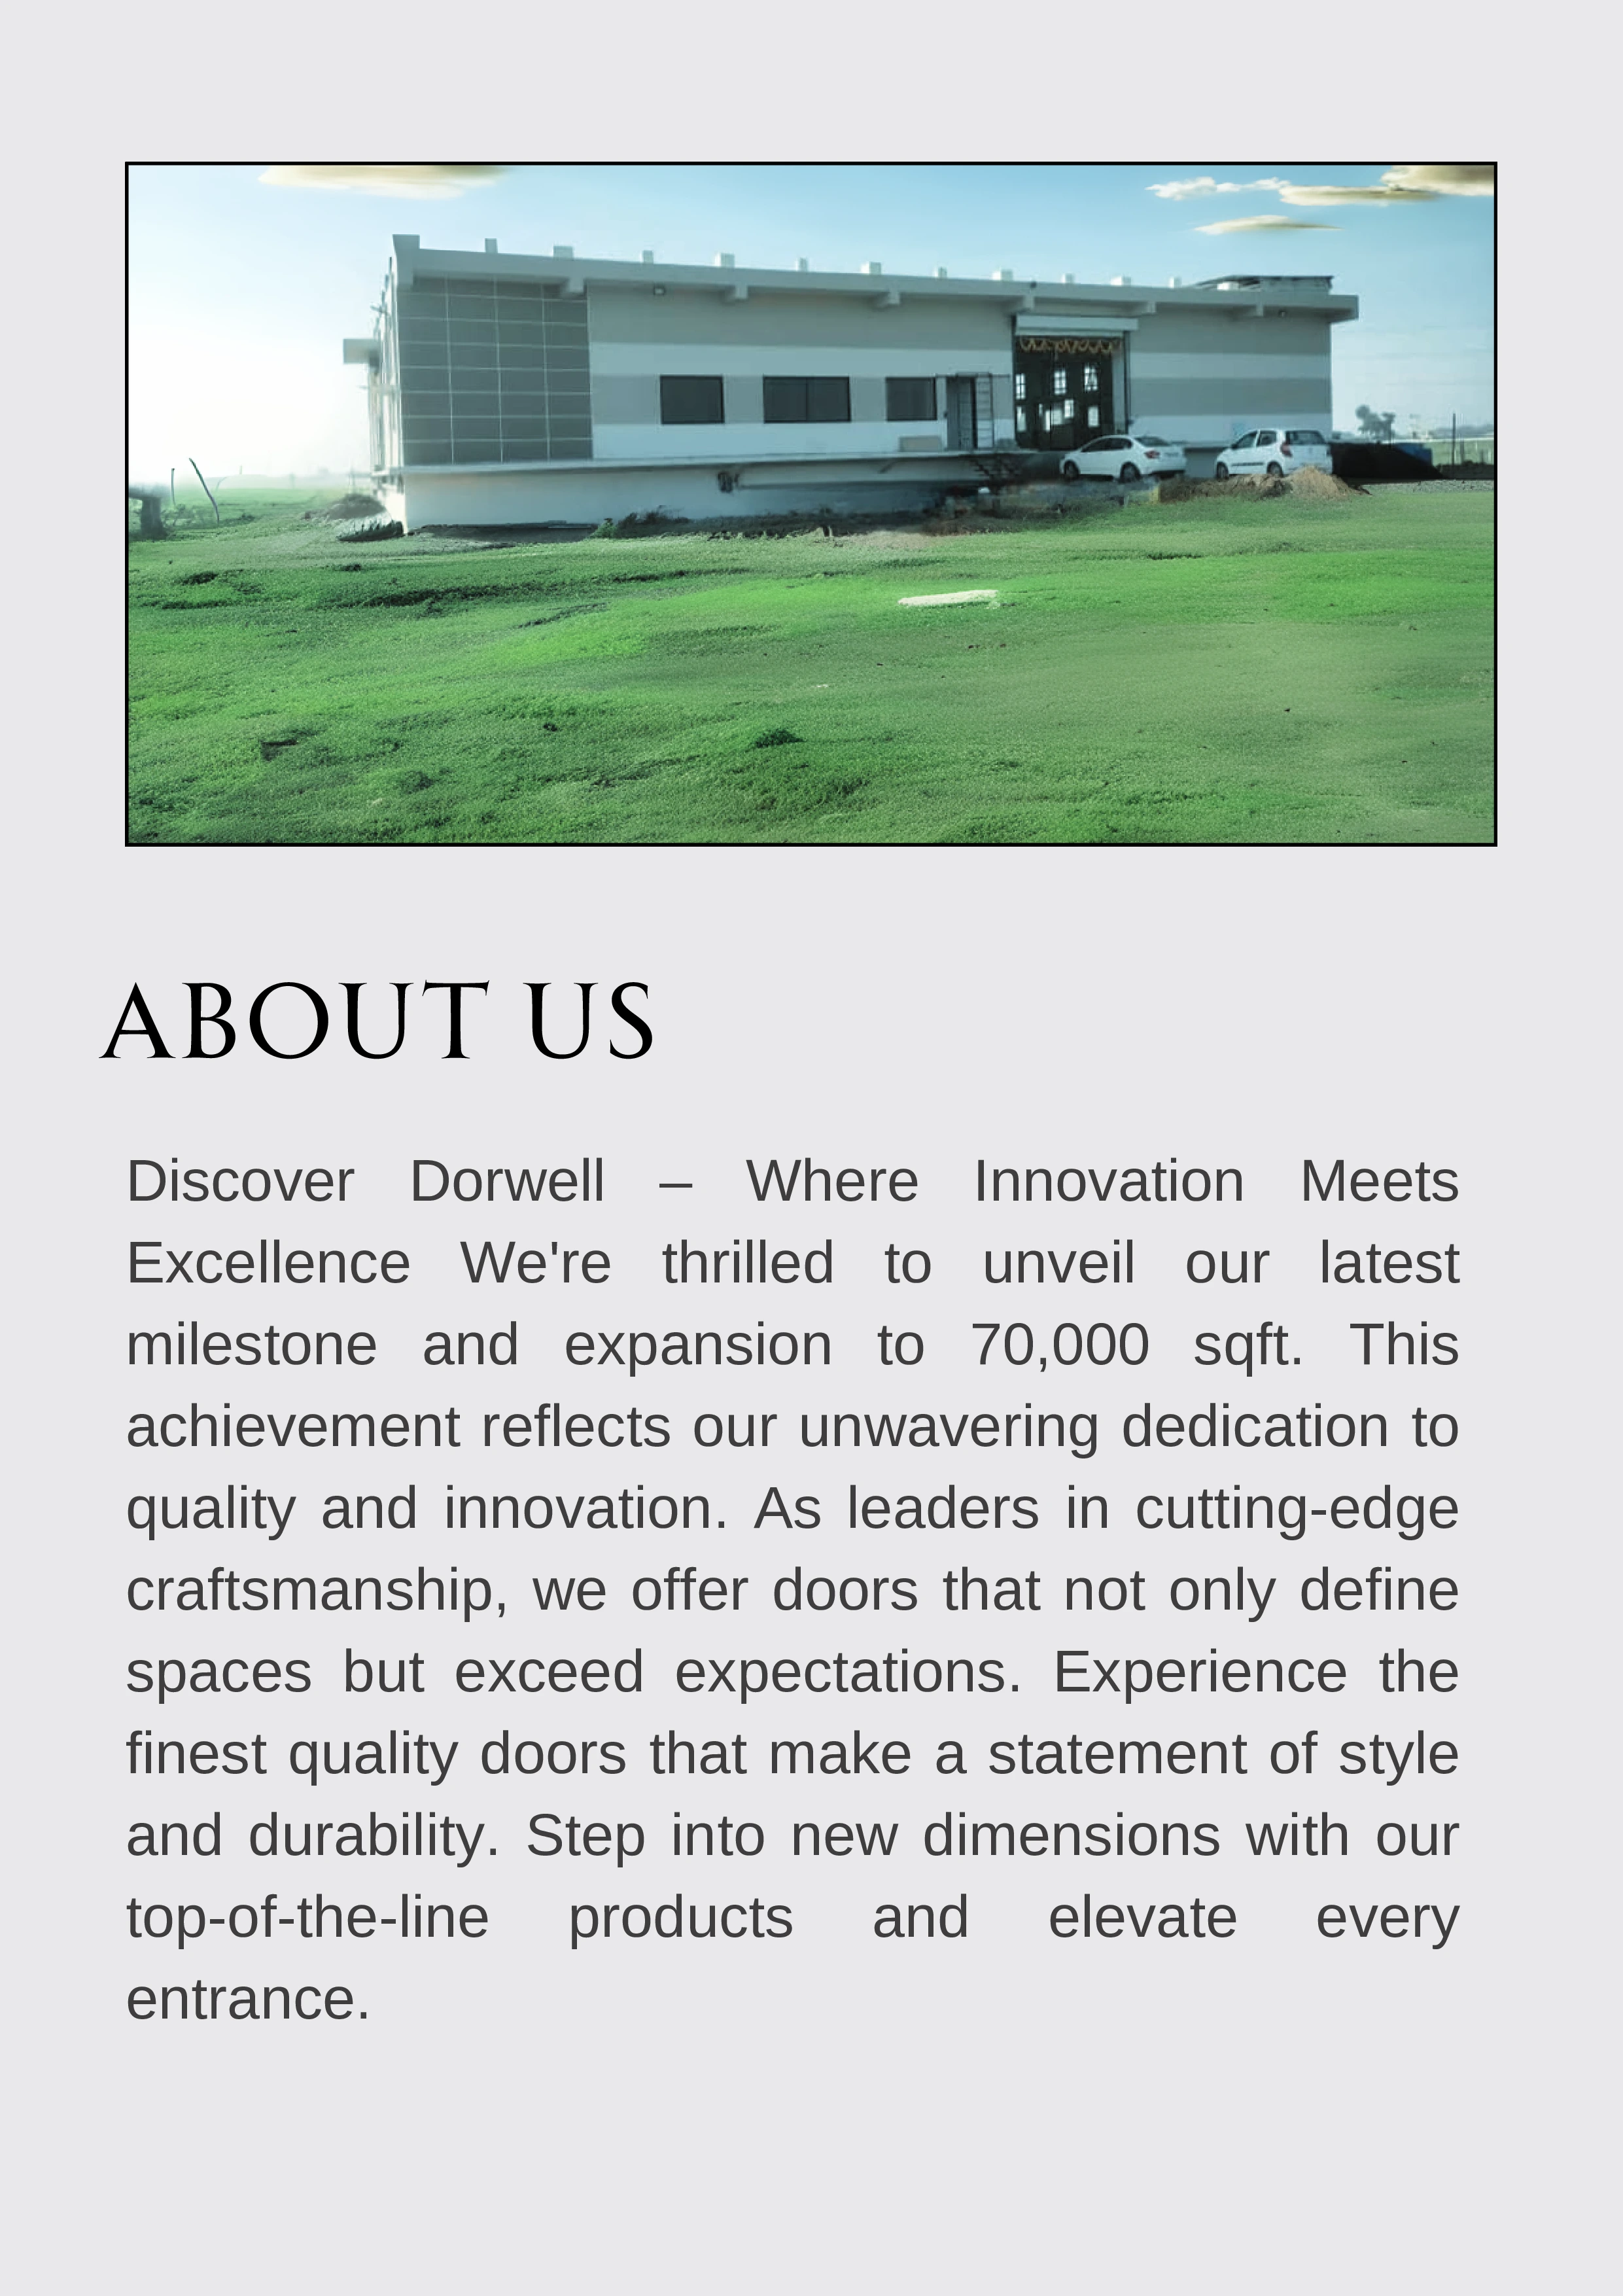 ABOUT US
Discover Dorwell – Where Innovation Meets
Excellence We're thrilled to unveil our latest
milestone and expansion to 70,000 sqft. This
achievement reflects our unwavering dedication to
quality and innovation. As leaders in cutting-edge
craftsmanship, we offer doors that not only define
spaces but exceed expectations. Experience the
finest quality doors that make a statement of style
and durability. Step into new dimensions with our
top-of-the-line products and elevate every
entrance.